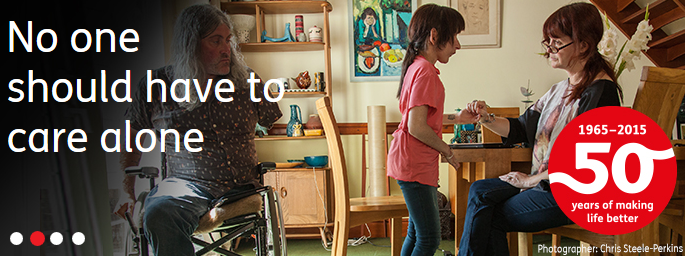 No one
should have to
care alone
1965–2015
50
years of making
life better
Photographer: Chris Steele-Perkins